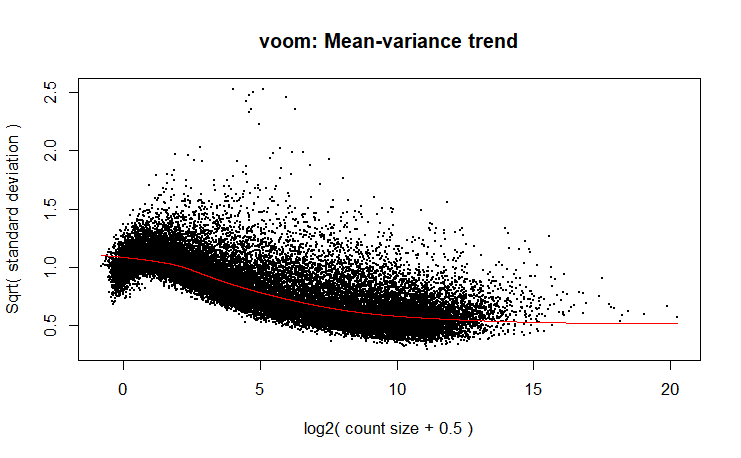 voom: Mean-variance trend
Sqrt( standard deviation )
2.5
2.0
1.5
1.0
0.5
0 5 10 15 20
log2( count size + 0.5 )